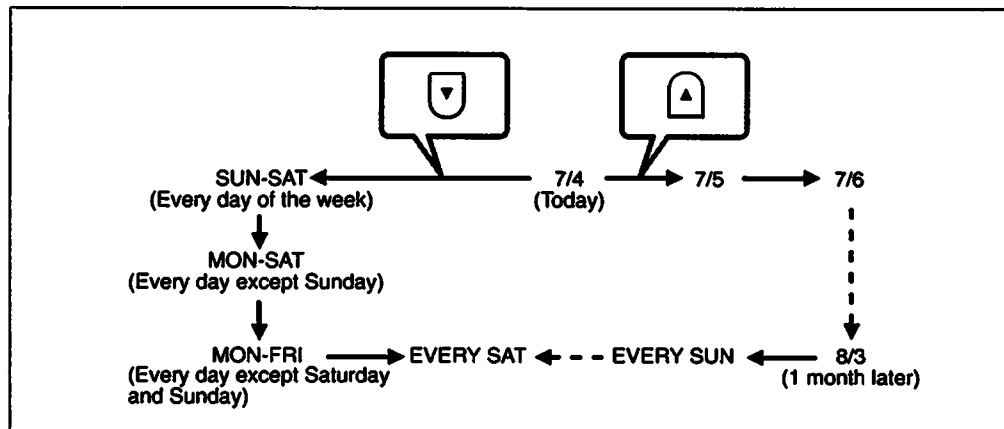 SUN-SAT 7/4 7/5 7/6
(Every day of the week) (Today)
MON-SAT
(Every day except Sunday)
MON-FRI EVERY SAT EVERY SUN 8/3
(Every day except Saturday (1 month later)
and Sunday)